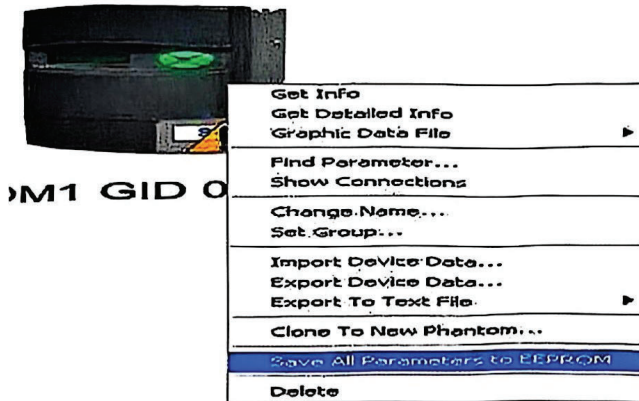 Get Info
Get Detailed Info
Graphic Data File
Find Parameter...
Show Connections
DM1 GID 0
Change Name...
Set Group...
Import Device Data...
Export Device Data...
Export To Text File
Clone To New Phantom...
Save All Parameters to EEPROM
Delete